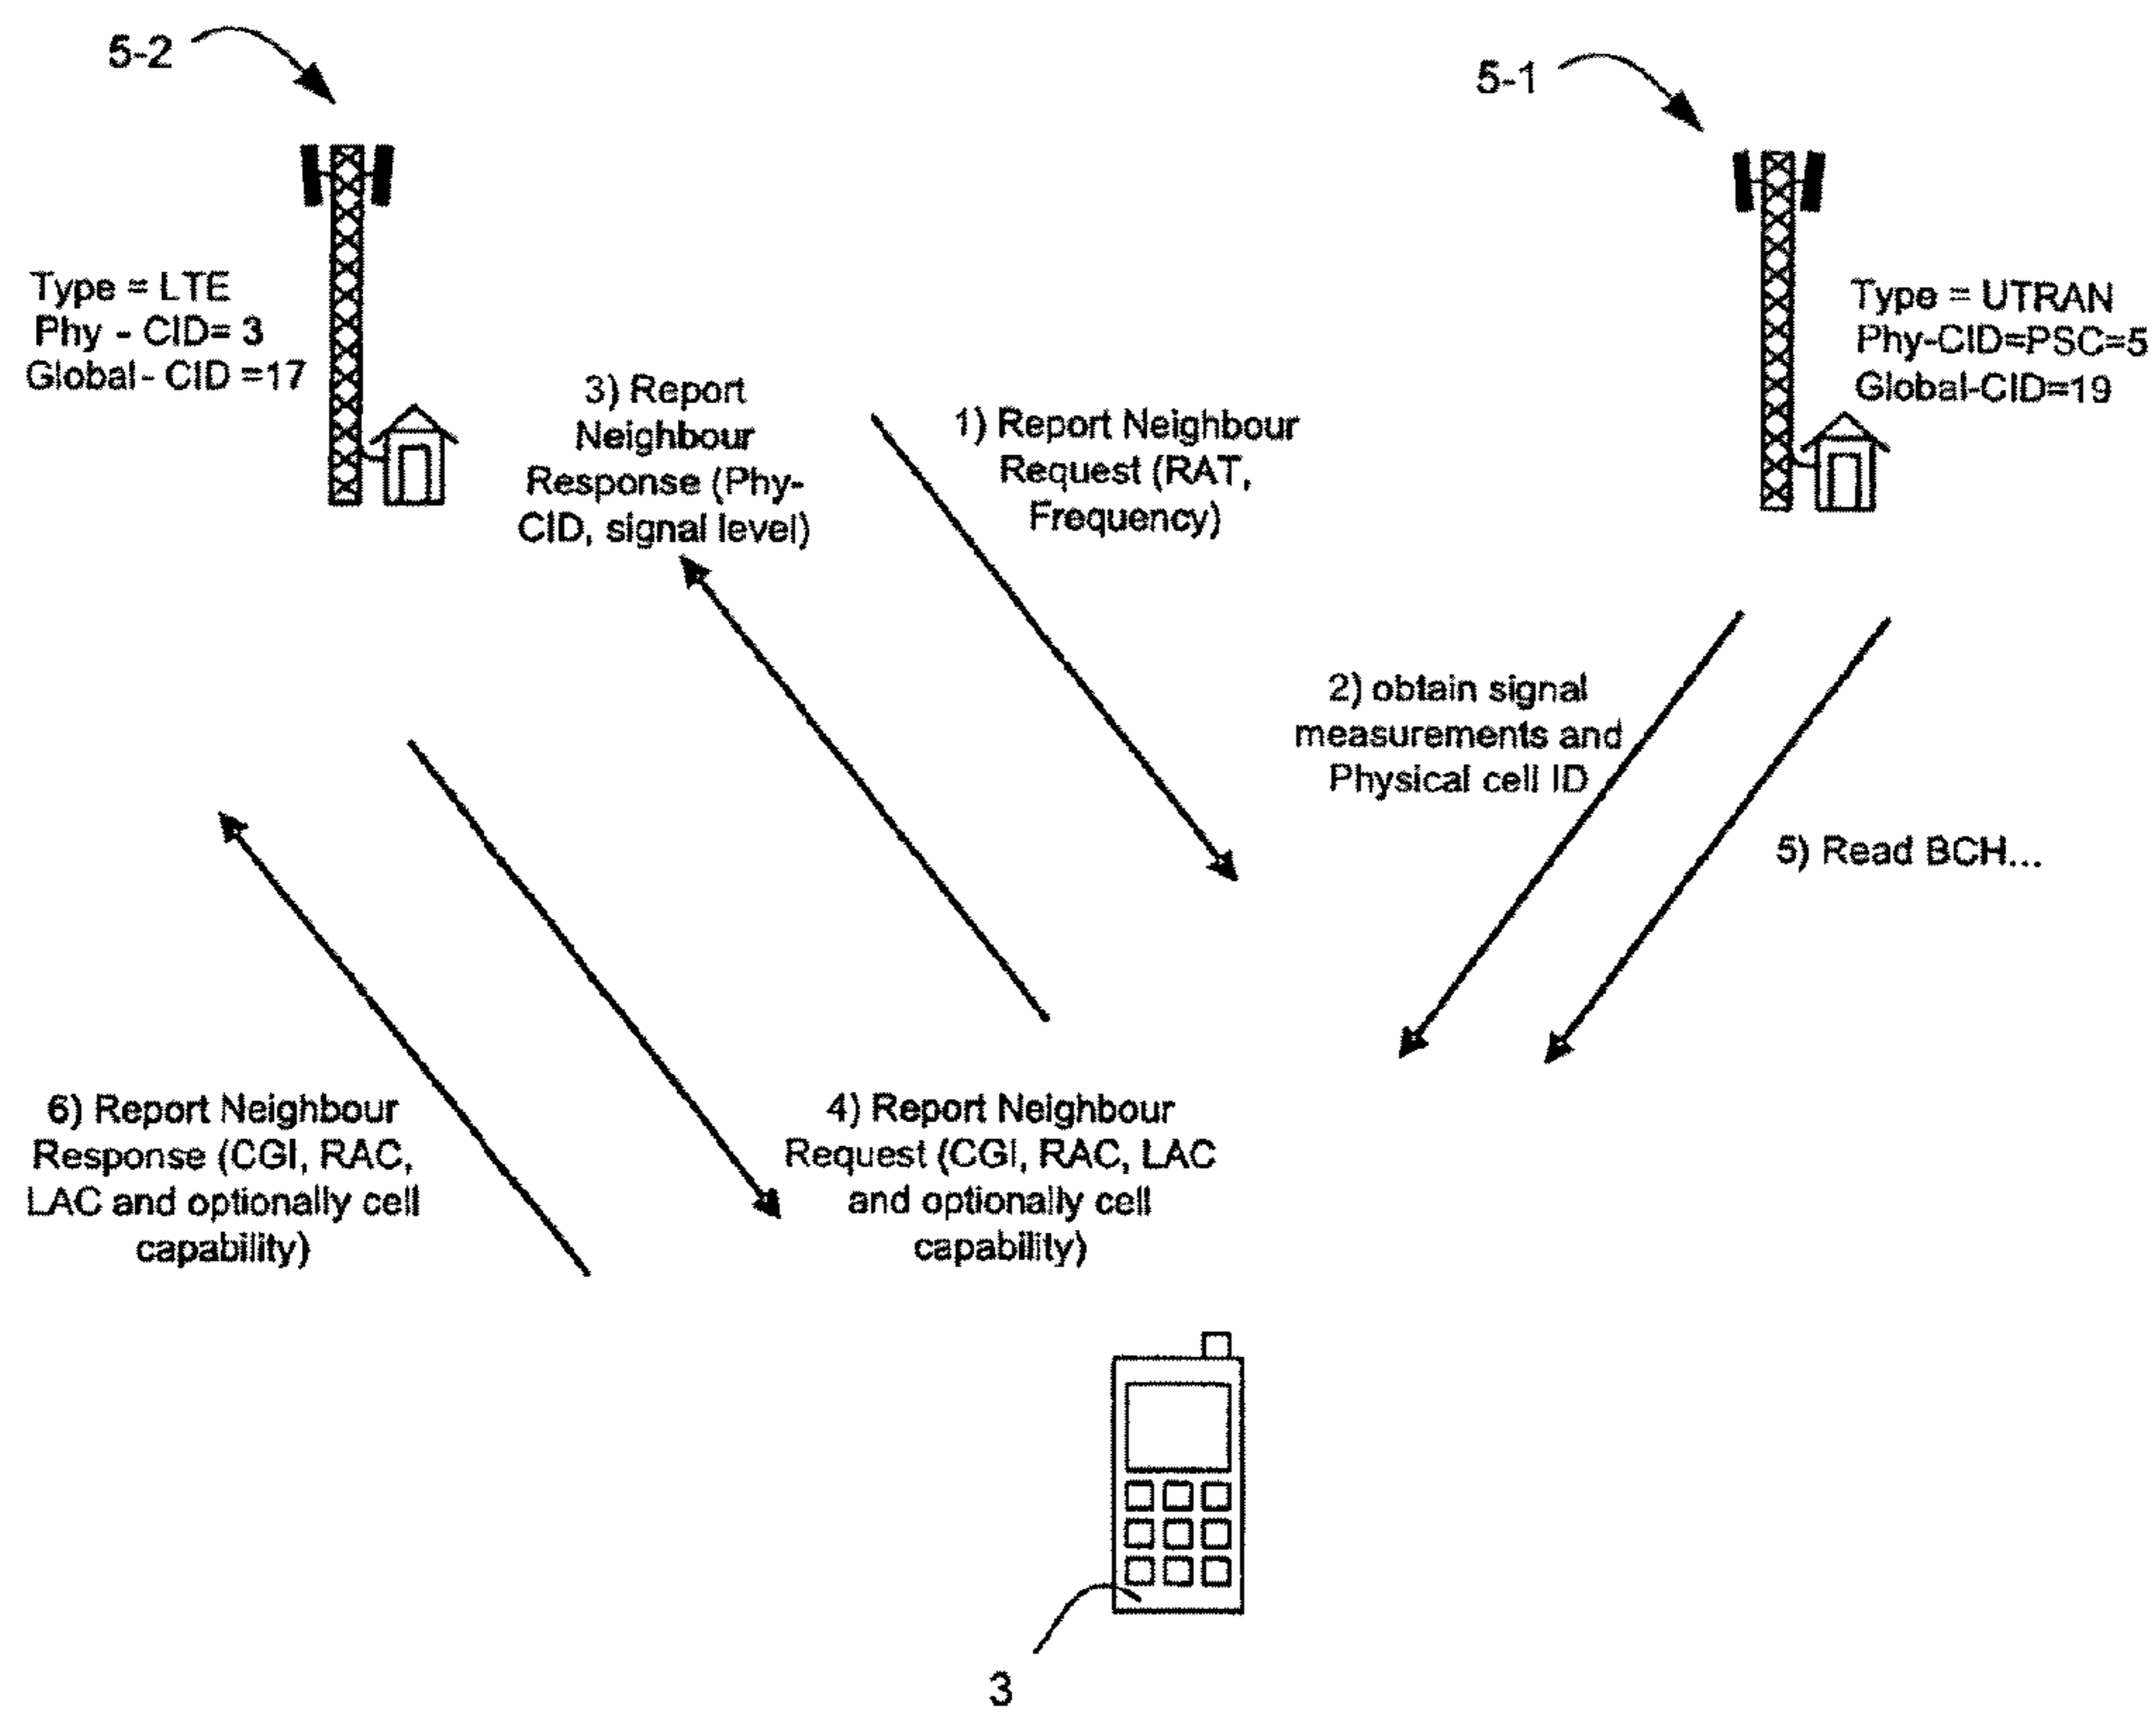 5-2
5-1
Type = LTE
Phy - CID= 3
Global- CID =17
Type = UTRAN
Phy-CID=PSC=5
Global-CID=19
3) Report
Neighbour
Response (Phy-
CID, signal level)
1) Report Neighbour
Request (RAT,
Frequency)
2) obtain signal
measurements and
Physical cell ID
5) Read BCH...
6) Report Neighbour
Response (CGI, RAC,
LAC and optionally cell
capability)
4) Report Neighbour
Request (CGI, RAC, LAC
and optionally cell
capability)
3